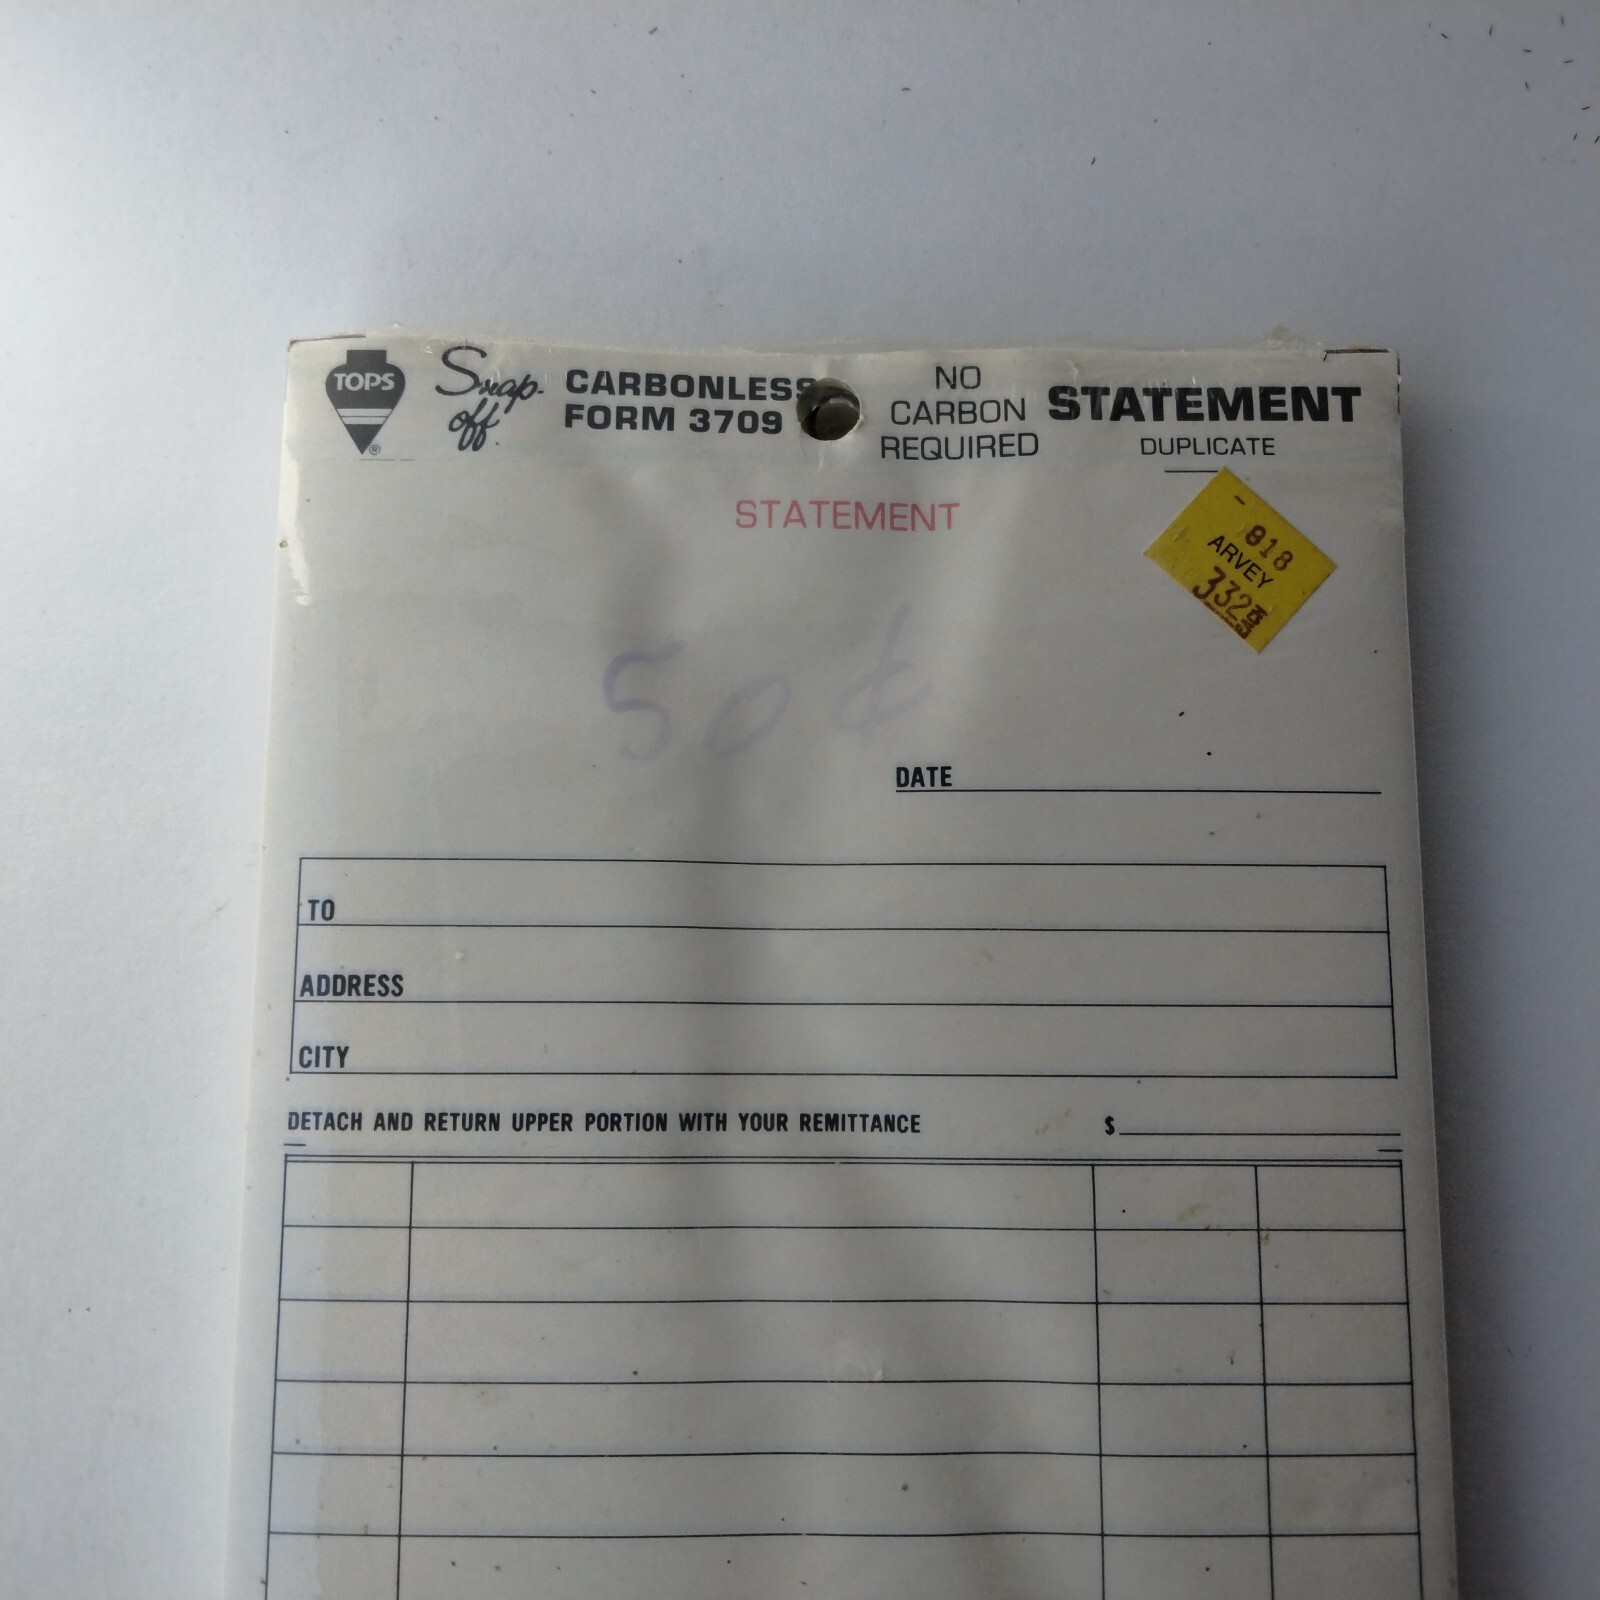 TOPS
®
Snap-off
CARBONLESS
FORM 3709
NO
CARBON
REQUIRED
STATEMENT
DUPLICATE
STATEMENT
818
ARVEY
332
50¢
DATE
TO
ADDRESS
CITY
DETACH AND RETURN UPPER PORTION WITH YOUR REMITTANCE $